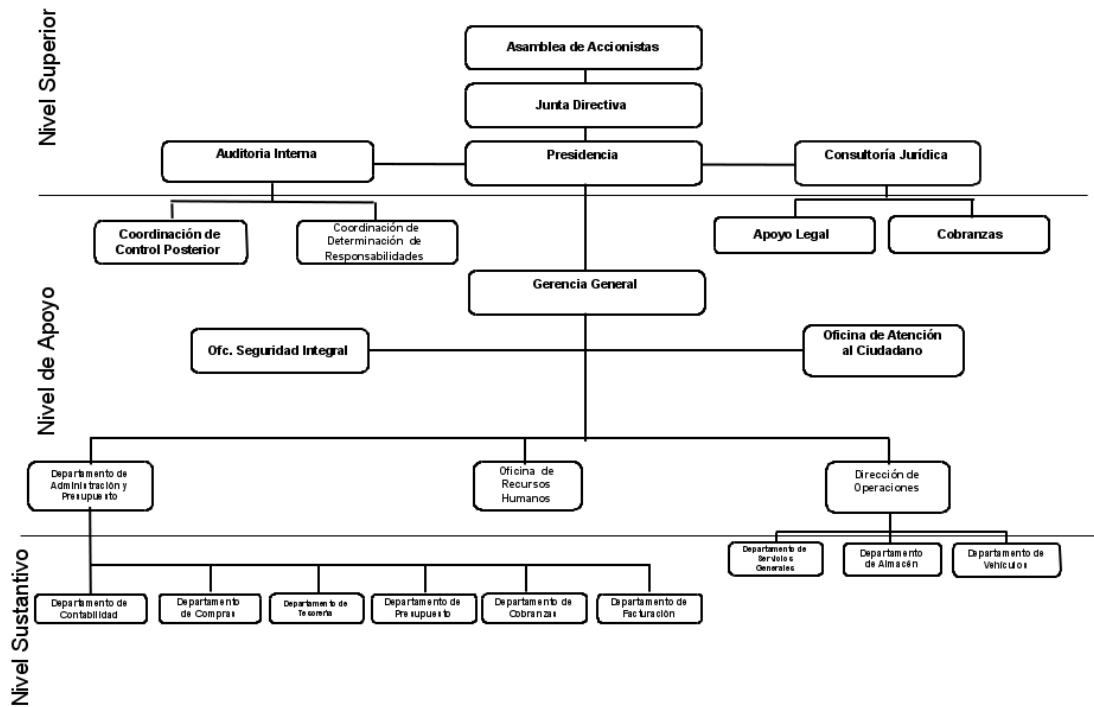 Nivel Superior
Asamblea de Accionistas
Junta Directiva
Auditoria Interna
Presidencia
Consultoría Jurídica
Nivel de Apoyo
Coordinación de
Control Posterior
Coordinación de
Determinación de
Responsabilidades
Apoyo Legal
Cobranzas
Gerencia General
Ofc. Seguridad Integral
Oficina de Atención
al Ciudadano
Departamento de
Administración y
Presupuesto
Oficina de
Recursos
Humanos
Dirección de
Operaciones
Nivel Sustantivo
Departamento de
Servicios
Generales
Departamento
de Almacén
Departamento de
Vehículos
Departamento de
Contabilidad
Departamento
de Compras
Departamento de
Tesorería
Departamento de
Presupuesto
Departamento de
Cobranzas
Departamento de
Facturación